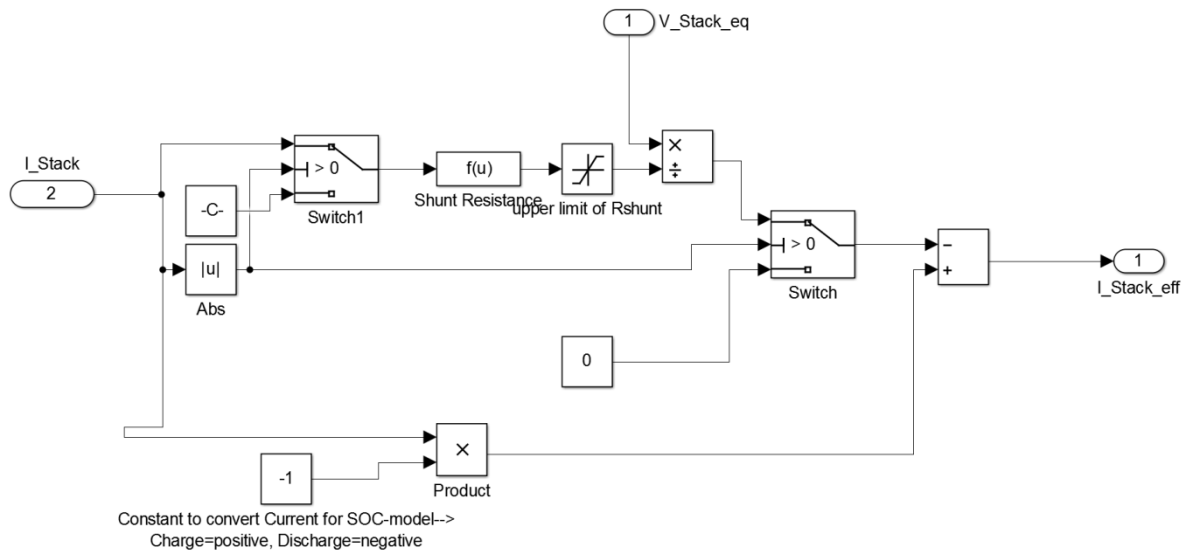 1
V_Stack_eq
I_Stack
2
> 0
Switch1
f(u)
Shunt Resistance
upper limit of Rshunt
×
÷
-C-
|u|
Abs
> 0
Switch
−
+
1
I_Stack_eff
0
×
Product
-1
Constant to convert Current for SOC-model-->
Charge=positive, Discharge=negative